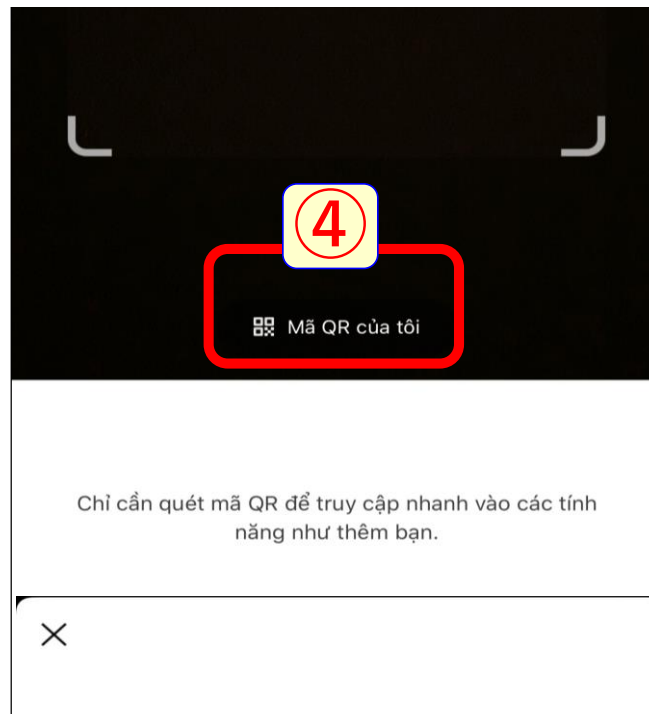 ④
Mã QR của tôi
Chỉ cần quét mã QR để truy cập nhanh vào các tính
năng như thêm bạn.